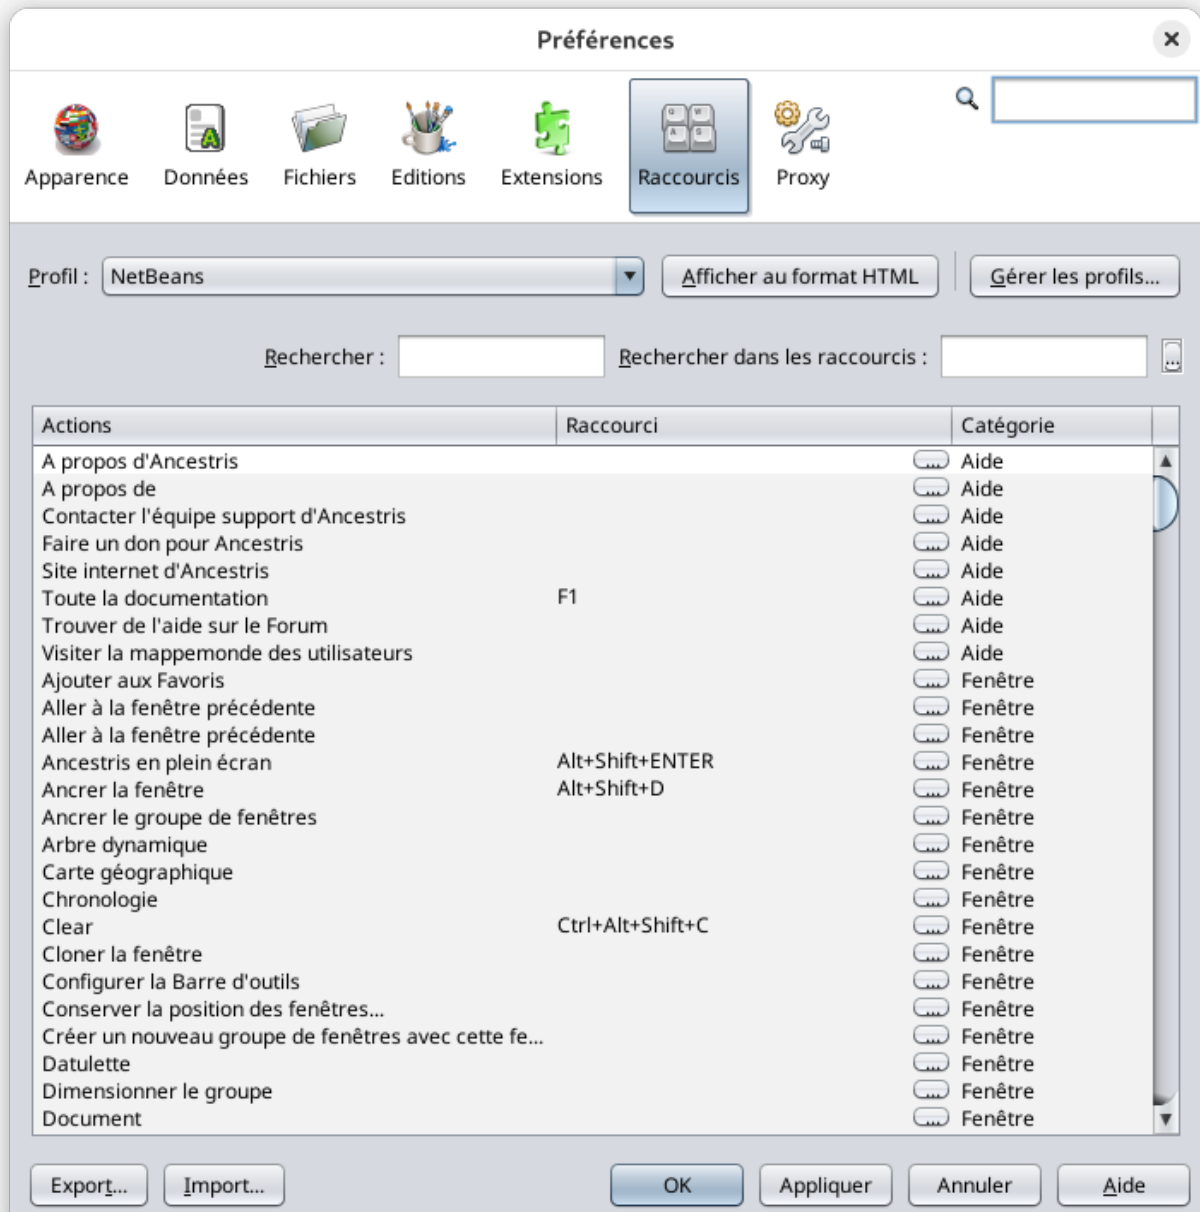 Préférences
Apparence Données Fichiers Editions Extensions Raccourcis Proxy
Profil : NetBeans Afficher au format HTML Gérer les profils...
Rechercher : Rechercher dans les raccourcis : ...
Actions Raccourci Catégorie
A propos d'Ancestris ... Aide
A propos de ... Aide
Contacter l'équipe support d'Ancestris ... Aide
Faire un don pour Ancestris ... Aide
Site internet d'Ancestris ... Aide
Toute la documentation F1 ... Aide
Trouver de l'aide sur le Forum ... Aide
Visiter la mappemonde des utilisateurs ... Aide
Ajouter aux Favoris ... Fenêtre
Aller à la fenêtre précédente ... Fenêtre
Aller à la fenêtre précédente ... Fenêtre
Ancestris en plein écran Alt+Shift+ENTER ... Fenêtre
Ancrer la fenêtre Alt+Shift+D ... Fenêtre
Ancrer le groupe de fenêtres ... Fenêtre
Arbre dynamique ... Fenêtre
Carte géographique ... Fenêtre
Chronologie ... Fenêtre
Clear Ctrl+Alt+Shift+C ... Fenêtre
Cloner la fenêtre ... Fenêtre
Configurer la Barre d'outils ... Fenêtre
Conserver la position des fenêtres... ... Fenêtre
Créer un nouveau groupe de fenêtres avec cette fe... ... Fenêtre
Datulette ... Fenêtre
Dimensionner le groupe ... Fenêtre
Document ... Fenêtre
Export... Import... OK Appliquer Annuler Aide